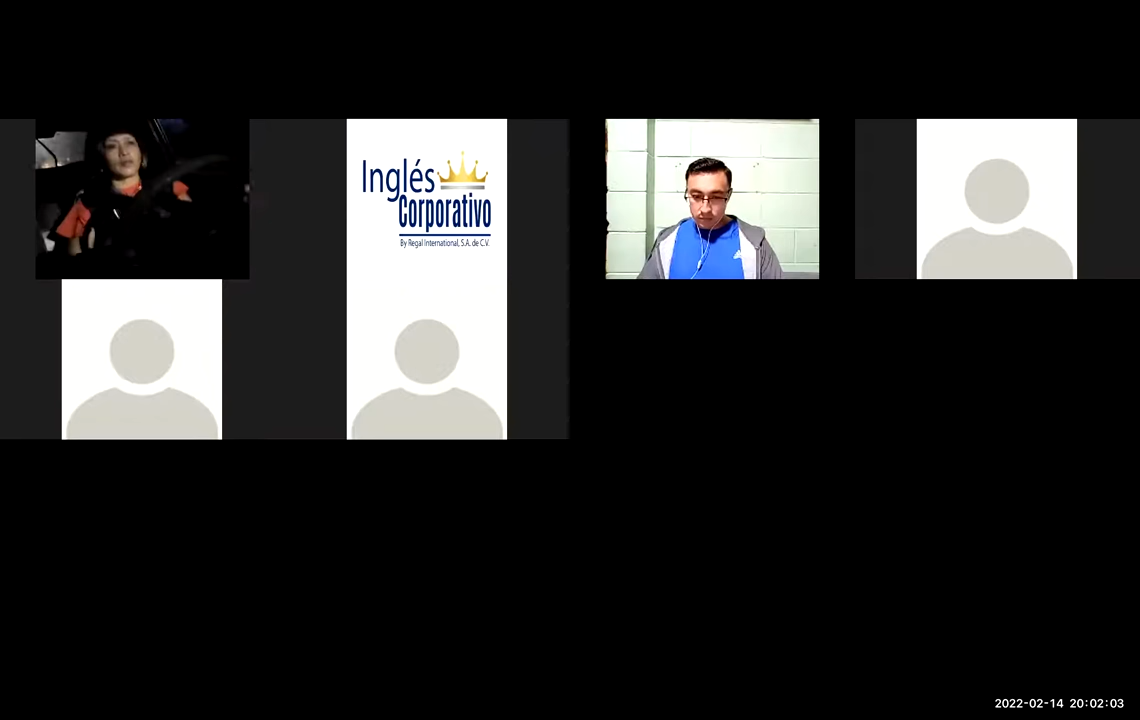 Inglés
Corporativo
By Regal International, S.A. de C.V.
2022-02-14 20:02:03